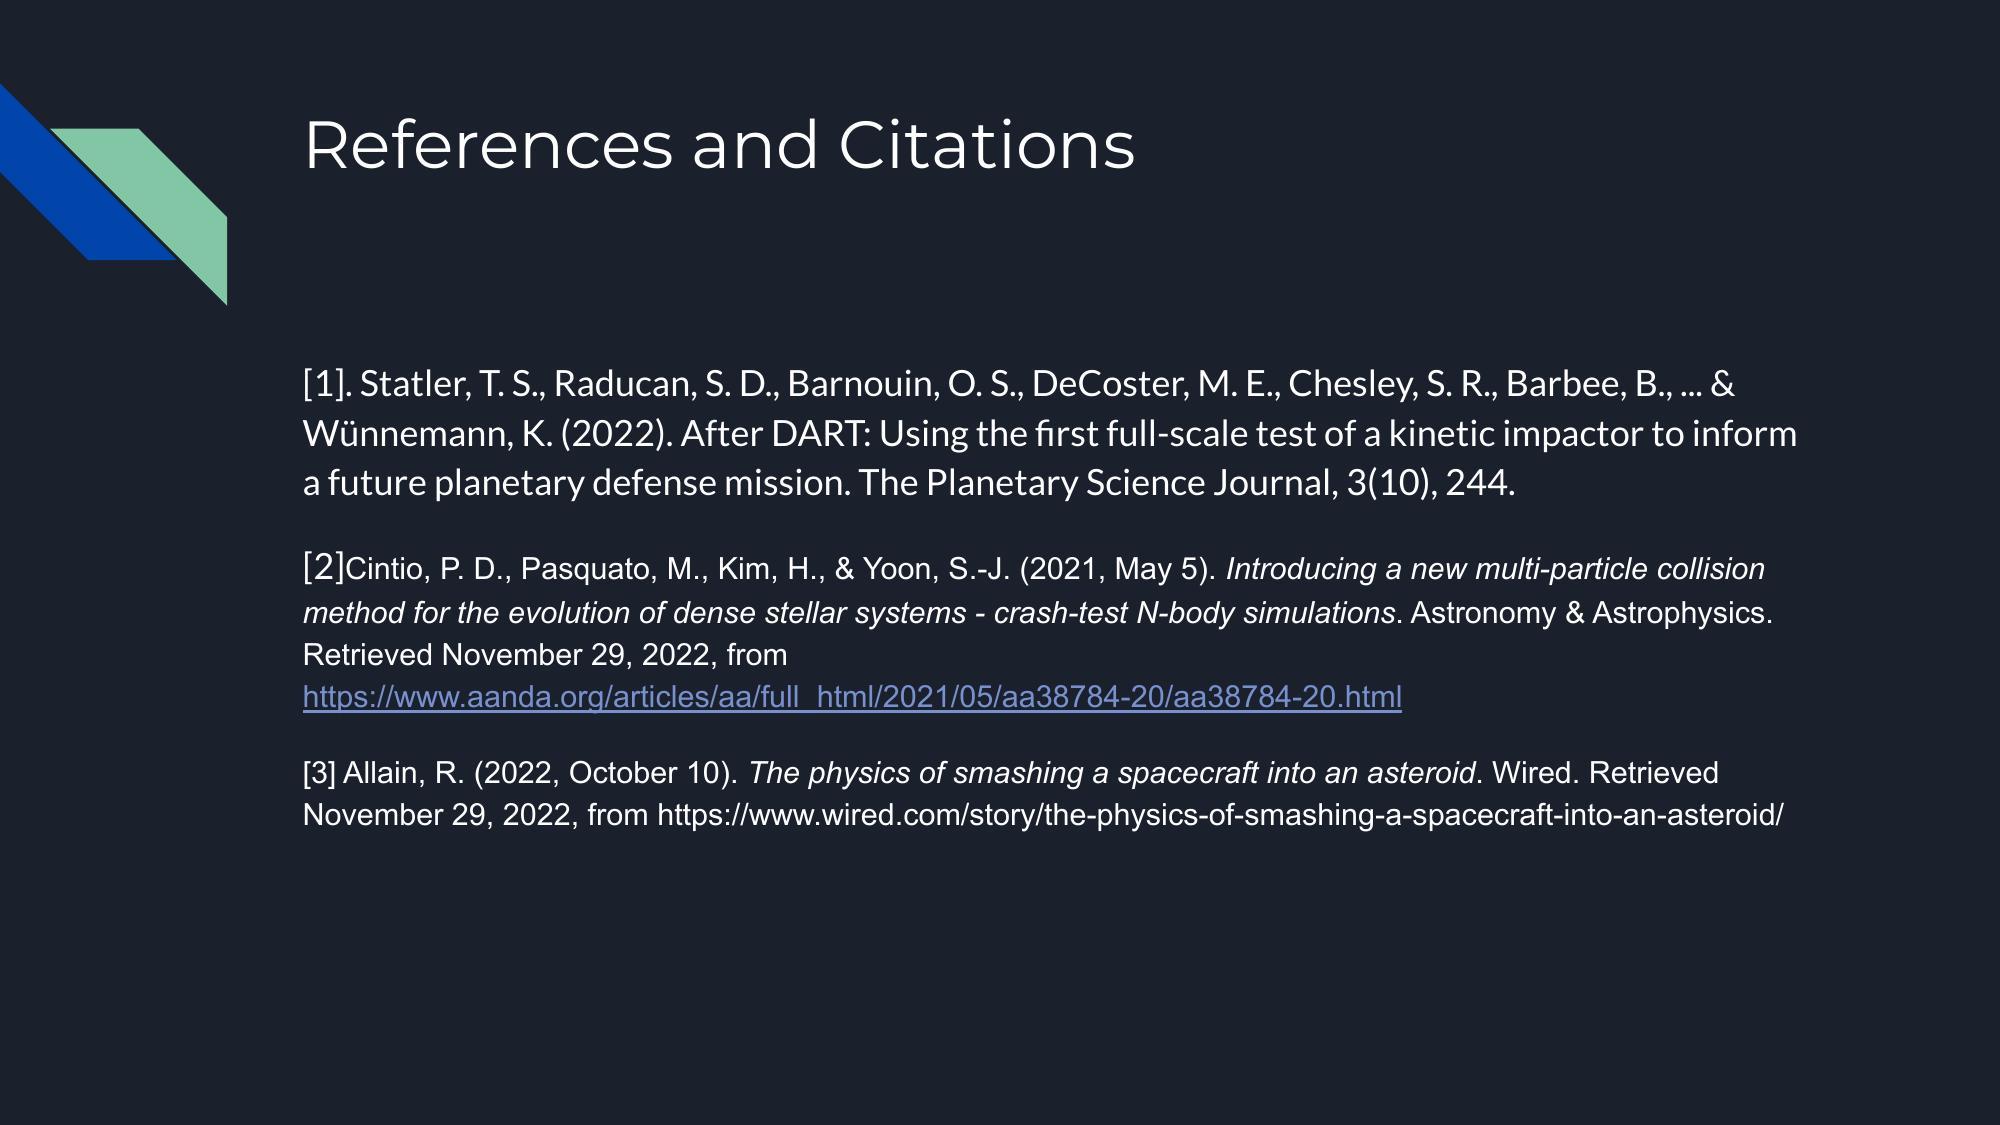 References and Citations
[1]. Statler, T. S., Raducan, S. D., Barnouin, O. S., DeCoster, M. E., Chesley, S. R., Barbee, B., ... &
Wünnemann, K. (2022). After DART: Using the first full-scale test of a kinetic impactor to inform
a future planetary defense mission. The Planetary Science Journal, 3(10), 244.
[2]Cintio, P. D., Pasquato, M., Kim, H., & Yoon, S.-J. (2021, May 5). Introducing a new multi-particle collision
method for the evolution of dense stellar systems - crash-test N-body simulations. Astronomy & Astrophysics.
Retrieved November 29, 2022, from
https://www.aanda.org/articles/aa/full_html/2021/05/aa38784-20/aa38784-20.html
[3] Allain, R. (2022, October 10). The physics of smashing a spacecraft into an asteroid. Wired. Retrieved
November 29, 2022, from https://www.wired.com/story/the-physics-of-smashing-a-spacecraft-into-an-asteroid/